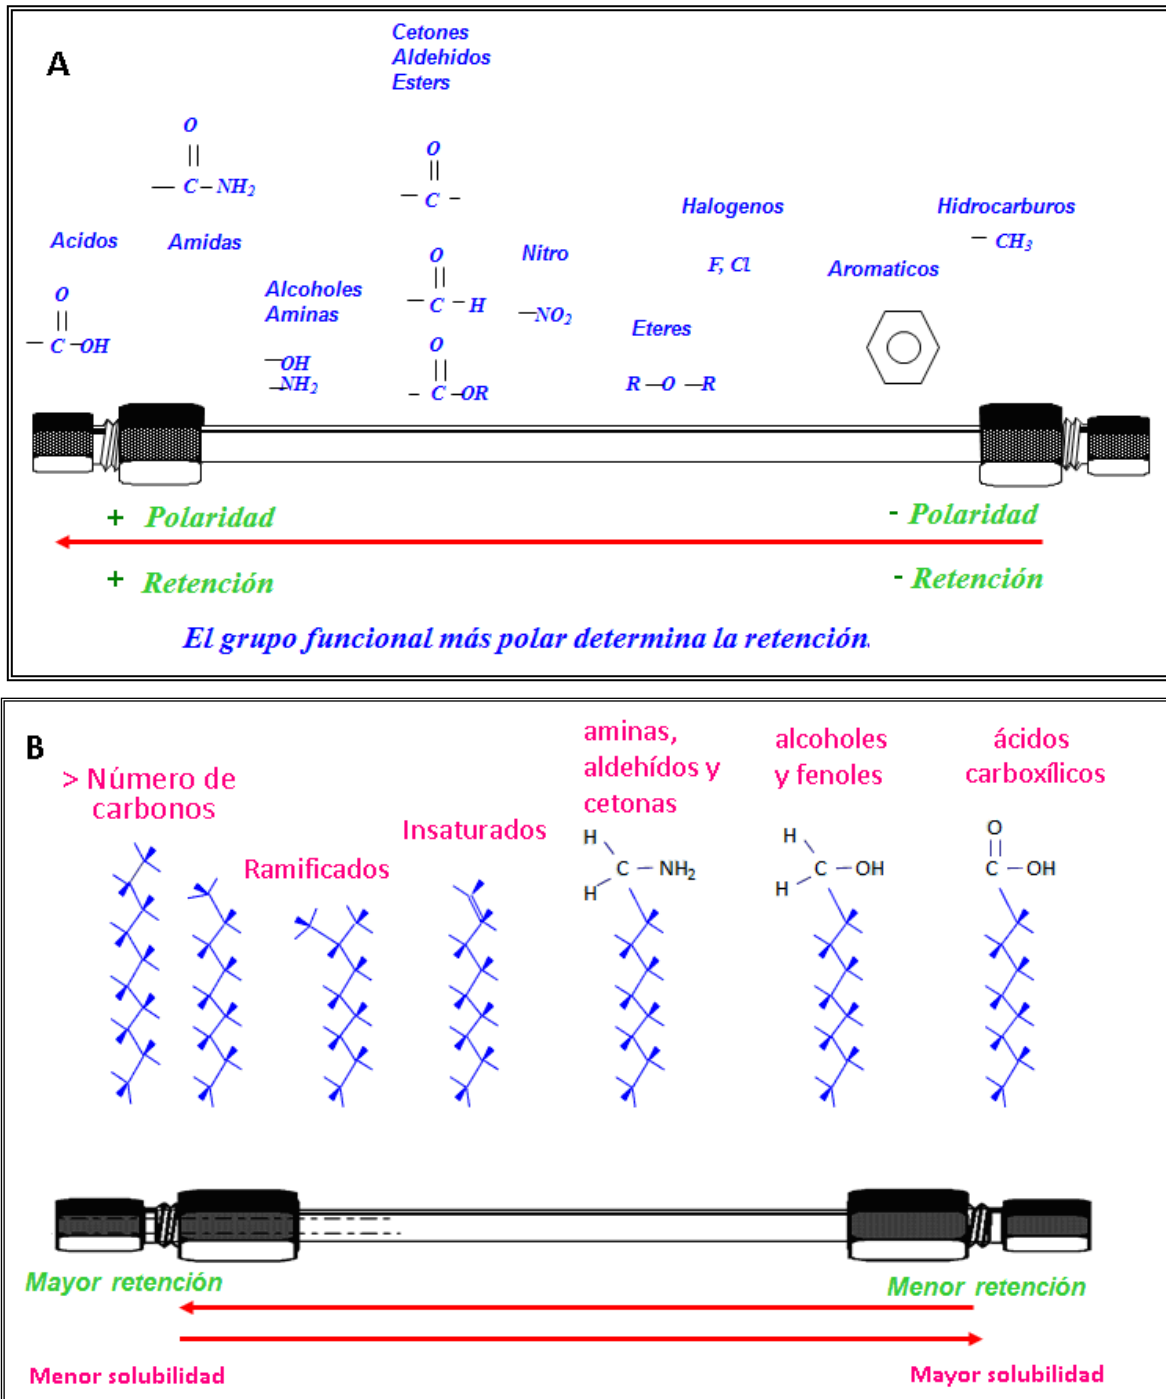 A
Cetones
Aldehidos
Esters
O
C – NH2
O
C
Acidos
Amidas
Halogenos
Hidrocarburos
CH3
O
C – OH
Alcoholes
Aminas
OH
NH2
O
C – H
O
C – OR
Nitro
NO2
F, Cl
Aromaticos
Eteres
R – O – R
+ Polaridad
- Polaridad
+ Retención
- Retención
El grupo funcional más polar determina la retención.
B
> Número de
carbonos
Ramificados
Insaturados
aminas,
aldehídos y
cetonas
alcoholes
y fenoles
ácidos
carboxílicos
H
C – NH2
H
H
C – OH
H
O
C – OH
Mayor retención
Menor retención
Menor solubilidad
Mayor solubilidad